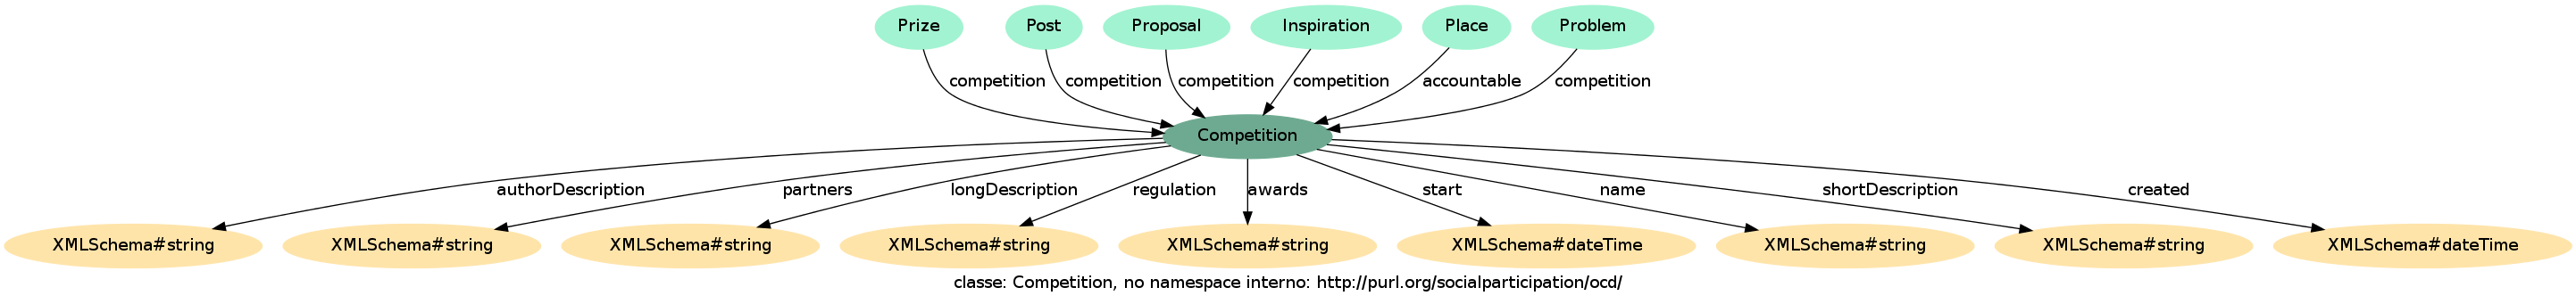 Prize Post Proposal Inspiration Place Problem
competition competition competition competition accountable competition
Competition
authorDescription partners longDescription regulation awards start name shortDescription created
XMLSchema#string XMLSchema#string XMLSchema#string XMLSchema#string XMLSchema#string XMLSchema#dateTime XMLSchema#string XMLSchema#string XMLSchema#dateTime
classe: Competition, no namespace interno: http://purl.org/socialparticipation/ocd/